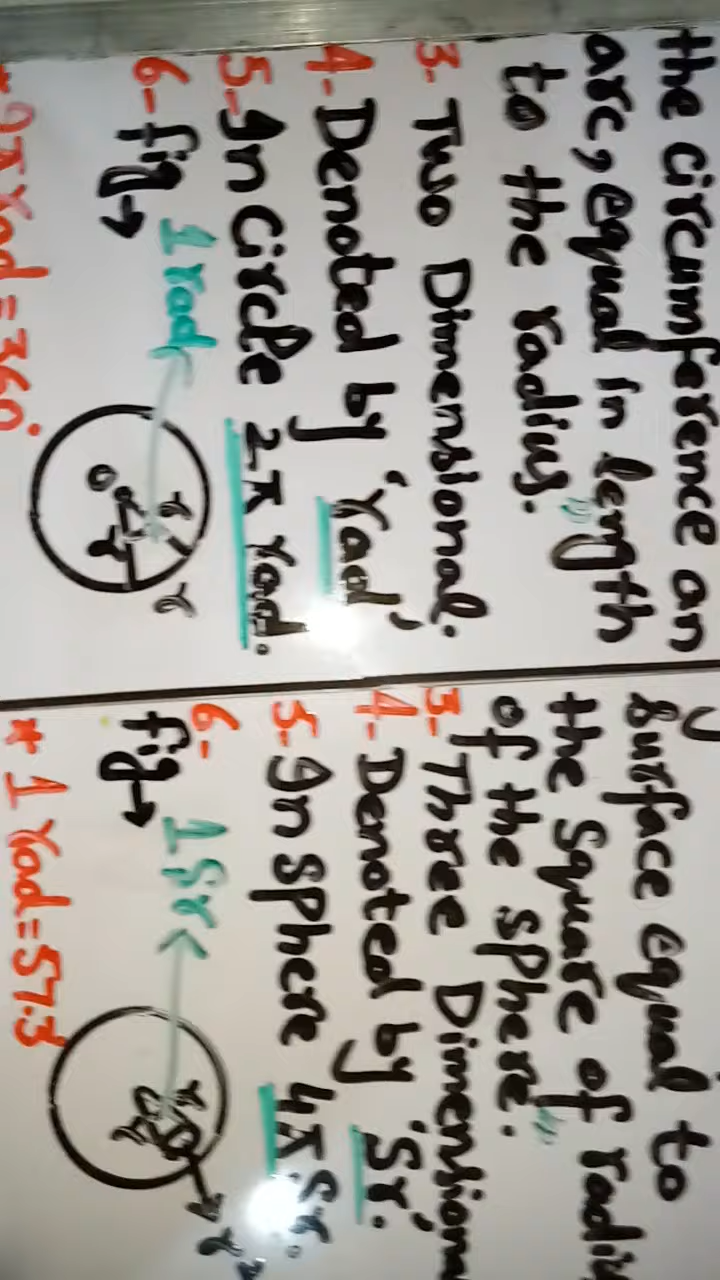 the circumference an
arc, equal in length
to the radius.”
3- Two Dimensional.
4- Denoted by 'rad'
5- In Circle 2π rad.
6- fig→
1 rad
r
r
r
O
2π rad = 360°
surface equal to
the square of
of the sphere.”
3- Three
4- Denoted by 'Sr'.
5- In Sphere 4π Sr.
6-
fig→
1 Sr
r
r
r²
* 1 rad = 57.3